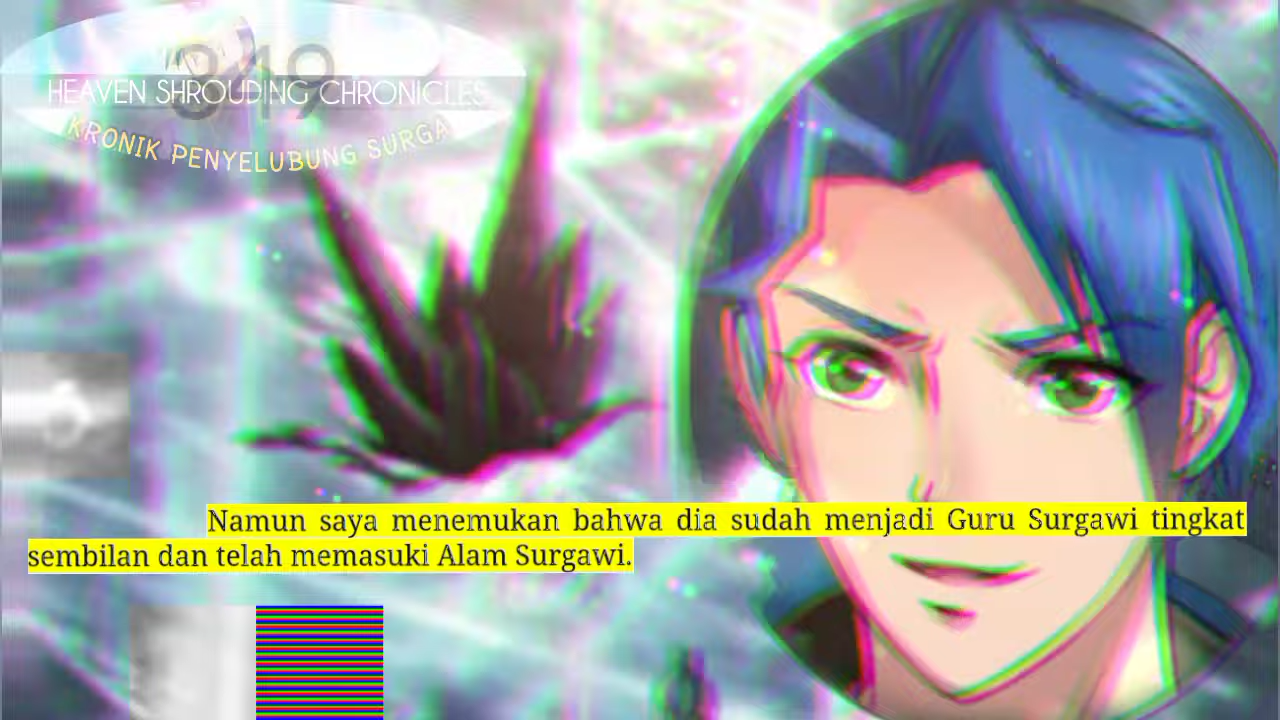 319
HEAVEN SHROUDING CHRONICLES
KRONIK PENYELUBUNG SURGA
Namun saya menemukan bahwa dia sudah menjadi Guru Surgawi tingkat
sembilan dan telah memasuki Alam Surgawi.